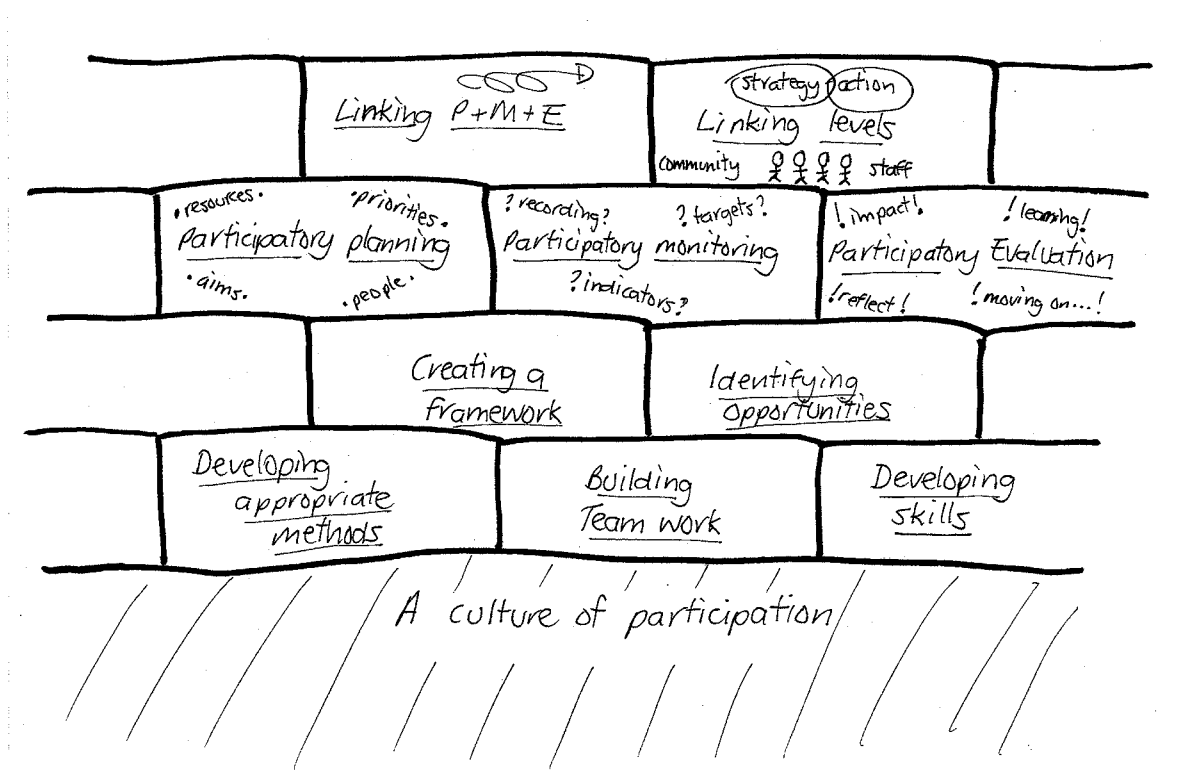 Linking P+M+E
strategy action
Linking levels
community staff
•resources• •priorities•
Participatory planning
•aims• •people•
?recording? ?targets?
Participatory monitoring
?indicators?
!impact! !learning!
Participatory Evaluation
!reflect! !moving on...!
Creating a
framework
Identifying
opportunities
Developing
appropriate
methods
Building
Team work
Developing
skills
A culture of participation